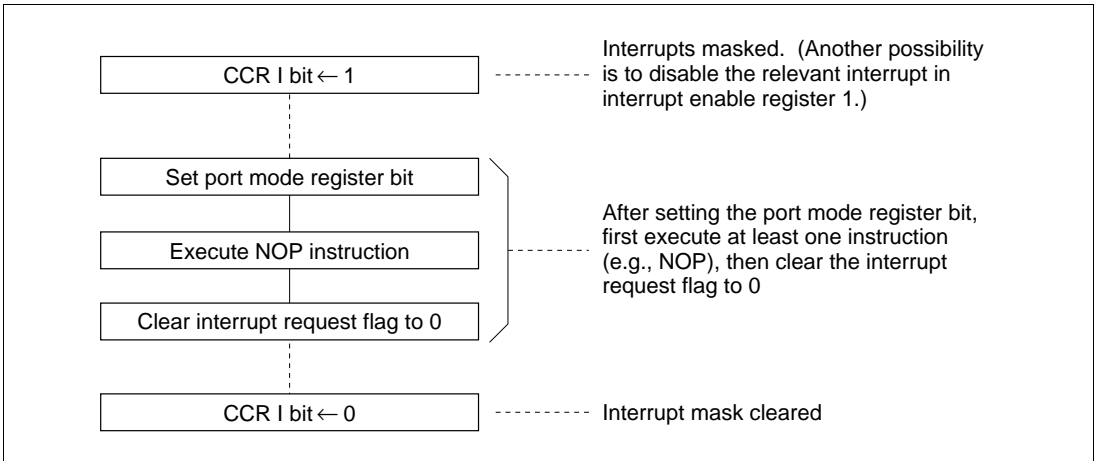 CCR I bit ← 1
Interrupts masked.  (Another possibility
is to disable the relevant interrupt in
interrupt enable register 1.)
Set port mode register bit
Execute NOP instruction
Clear interrupt request flag to 0
After setting the port mode register bit,
first execute at least one instruction
(e.g., NOP), then clear the interrupt
request flag to 0
CCR I bit ← 0
Interrupt mask cleared